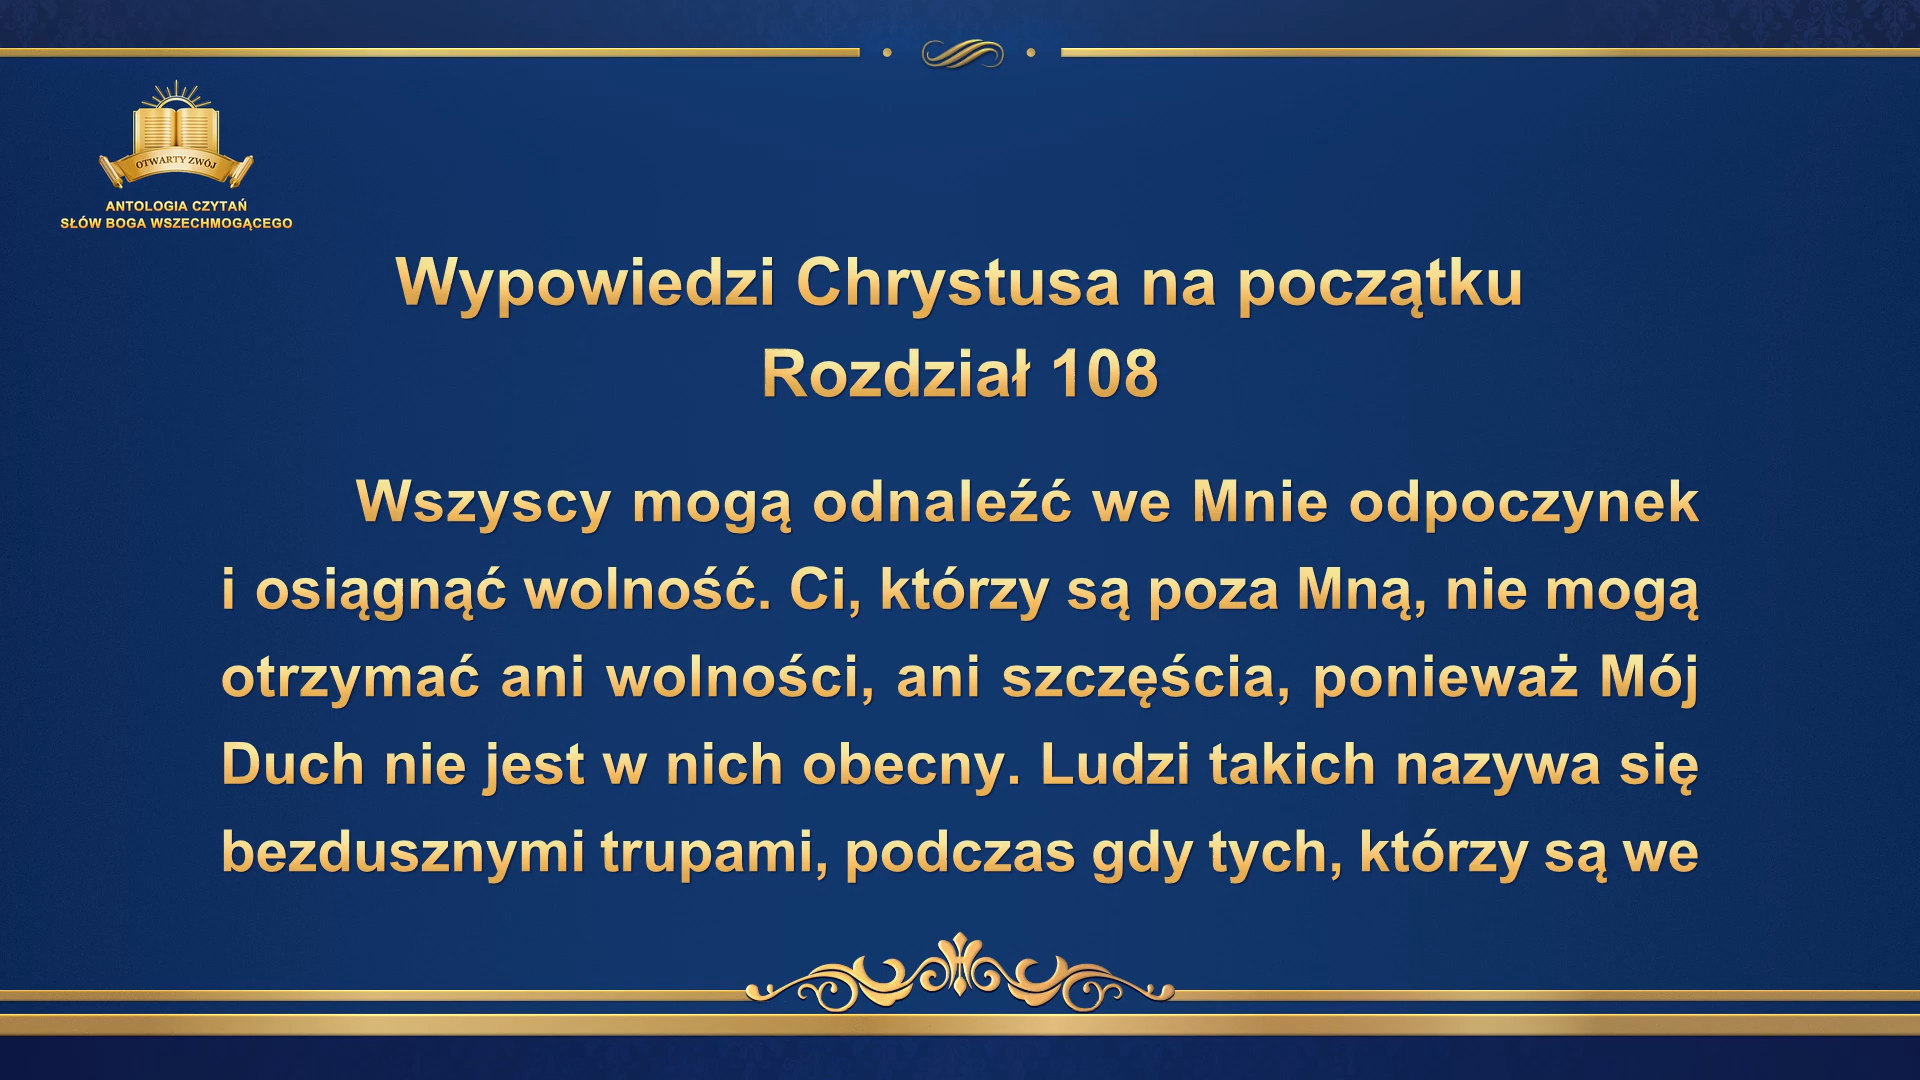 OTWARTY ZWÓJ
ANTOLOGIA CZYTAŃ
SŁÓW BOGA WSZECHMOGĄCEGO
Wypowiedzi Chrystusa na początku
Rozdział 108
Wszyscy mogą odnaleźć we Mnie odpoczynek
i osiągnąć wolność. Ci, którzy są poza Mną, nie mogą
otrzymać ani wolności, ani szczęścia, ponieważ Mój
Duch nie jest w nich obecny. Ludzi takich nazywa się
bezdusznymi trupami, podczas gdy tych, którzy są we